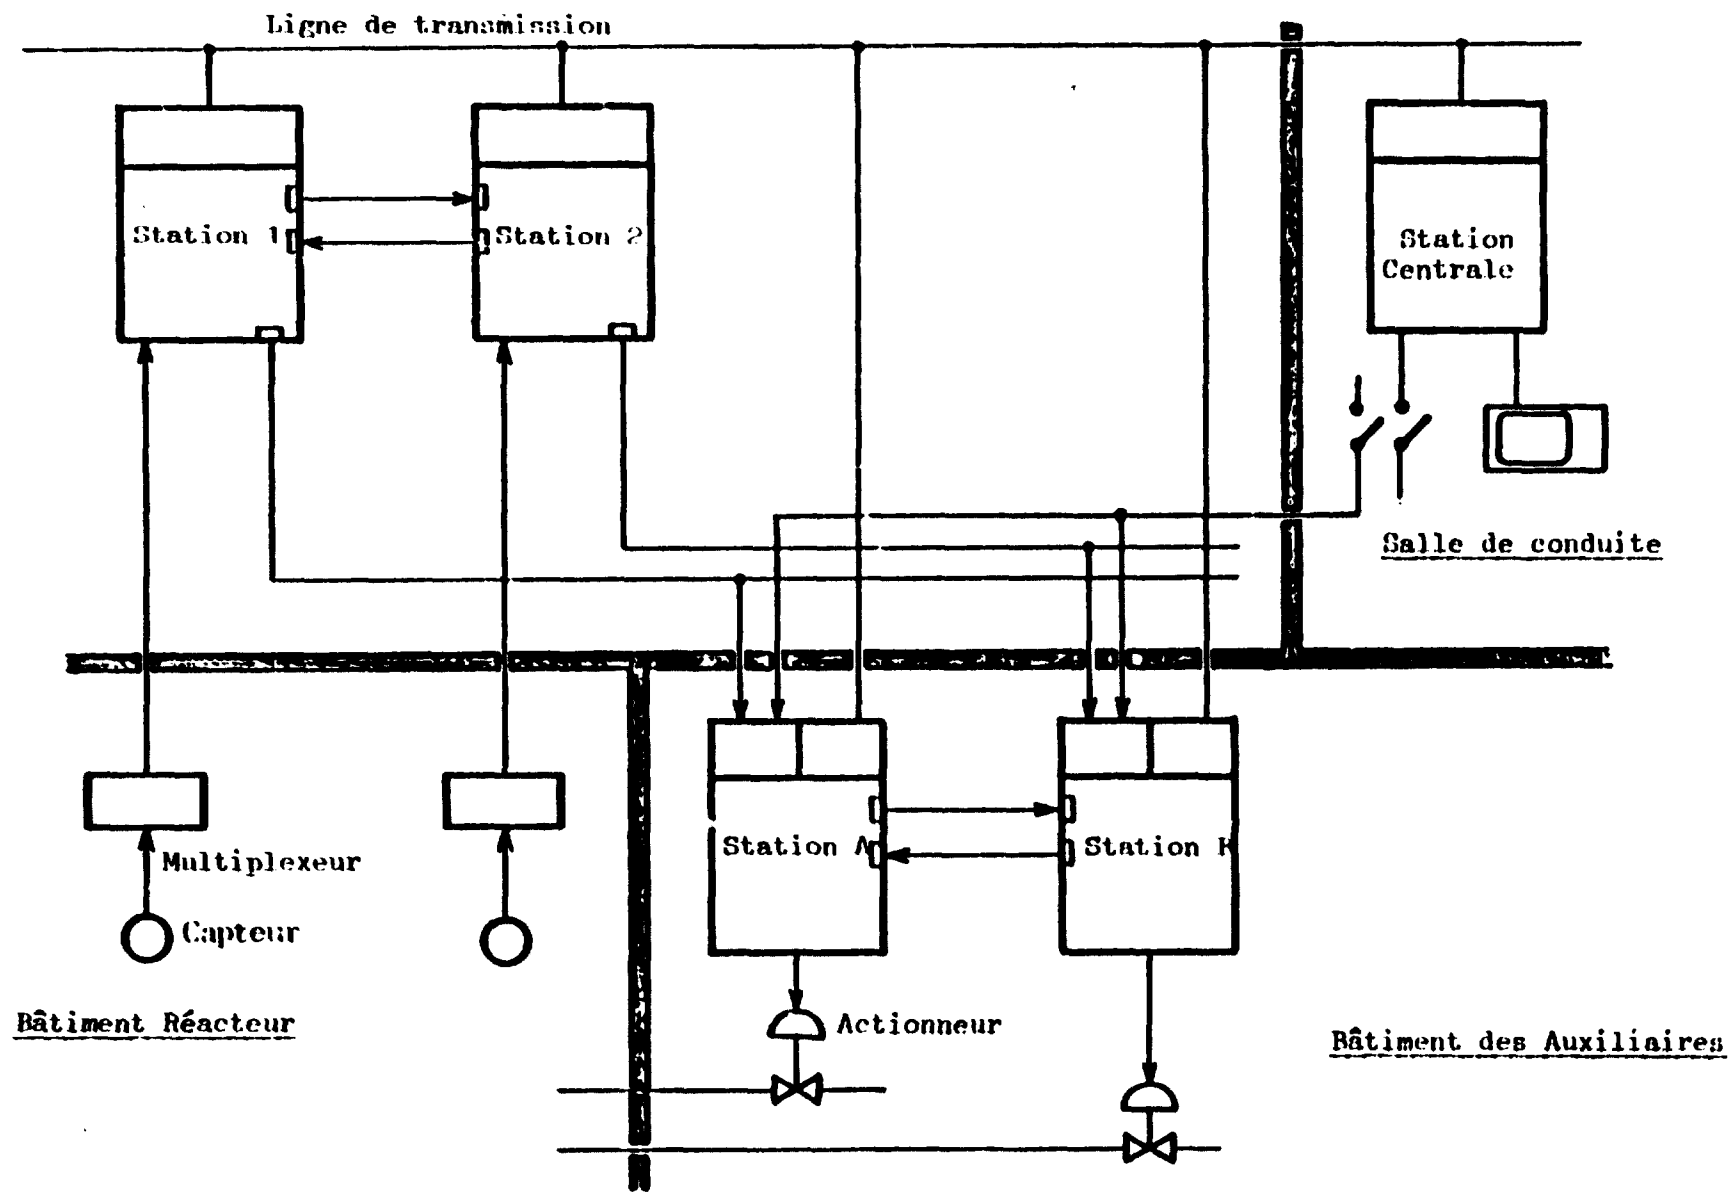 Ligne de transmission
Station 1
Station 2
Station
Centrale
Salle de conduite
Station A
Station
Multiplexeur
Capteur
Actionneur
Bâtiment Réacteur
Bâtiment des Auxiliaires